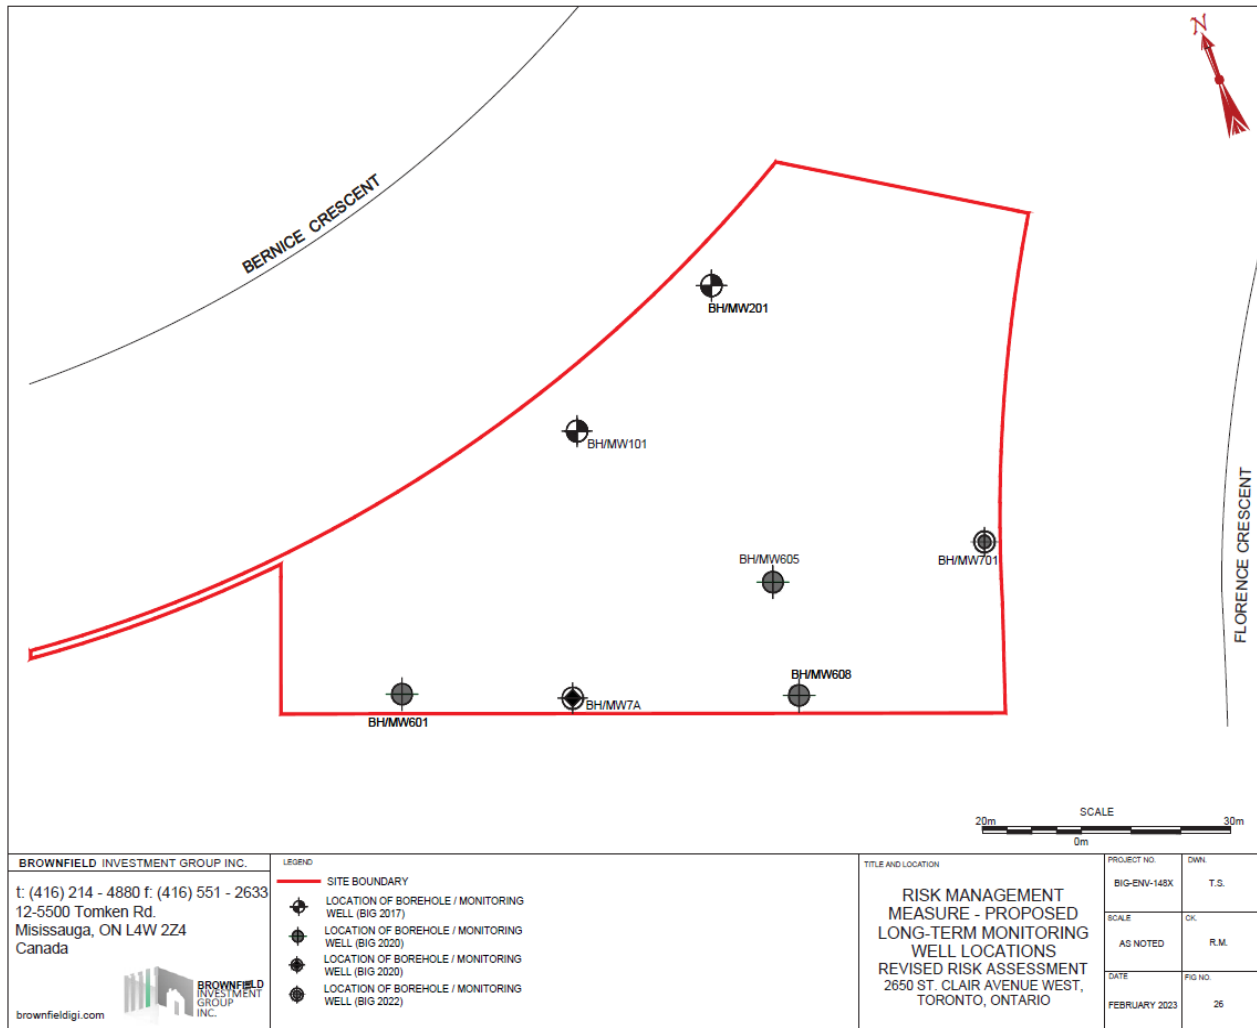 N
BERNICE CRESCENT
BH/MW201
BH/MW101
FLORENCE CRESCENT
BH/MW605
BH/MW701
BH/MW608
BH/MW7A
BH/MW601
SCALE
20m
30m
0m
BROWNFIELD INVESTMENT GROUP INC.
t: (416) 214 - 4880 f: (416) 551 - 2633
12-5500 Tomken Rd.
Misissauga, ON L4W 2Z4
Canada
BROWNFIELD
INVESTMENT
GROUP
INC.
brownfieldigi.com
LEGEND
SITE BOUNDARY
LOCATION OF BOREHOLE / MONITORING
WELL (BIG 2017)
LOCATION OF BOREHOLE / MONITORING
WELL (BIG 2020)
LOCATION OF BOREHOLE / MONITORING
WELL (BIG 2020)
LOCATION OF BOREHOLE / MONITORING
WELL (BIG 2022)
TITLE AND LOCATION
RISK MANAGEMENT
MEASURE - PROPOSED
LONG-TERM MONITORING
WELL LOCATIONS
REVISED RISK ASSESSMENT
2650 ST. CLAIR AVENUE WEST,
TORONTO, ONTARIO
PROJECT NO.
BIG-ENV-148X
DWN.
T.S.
SCALE
AS NOTED
CK.
R.M.
DATE
FEBRUARY 2023
FIG NO.
26